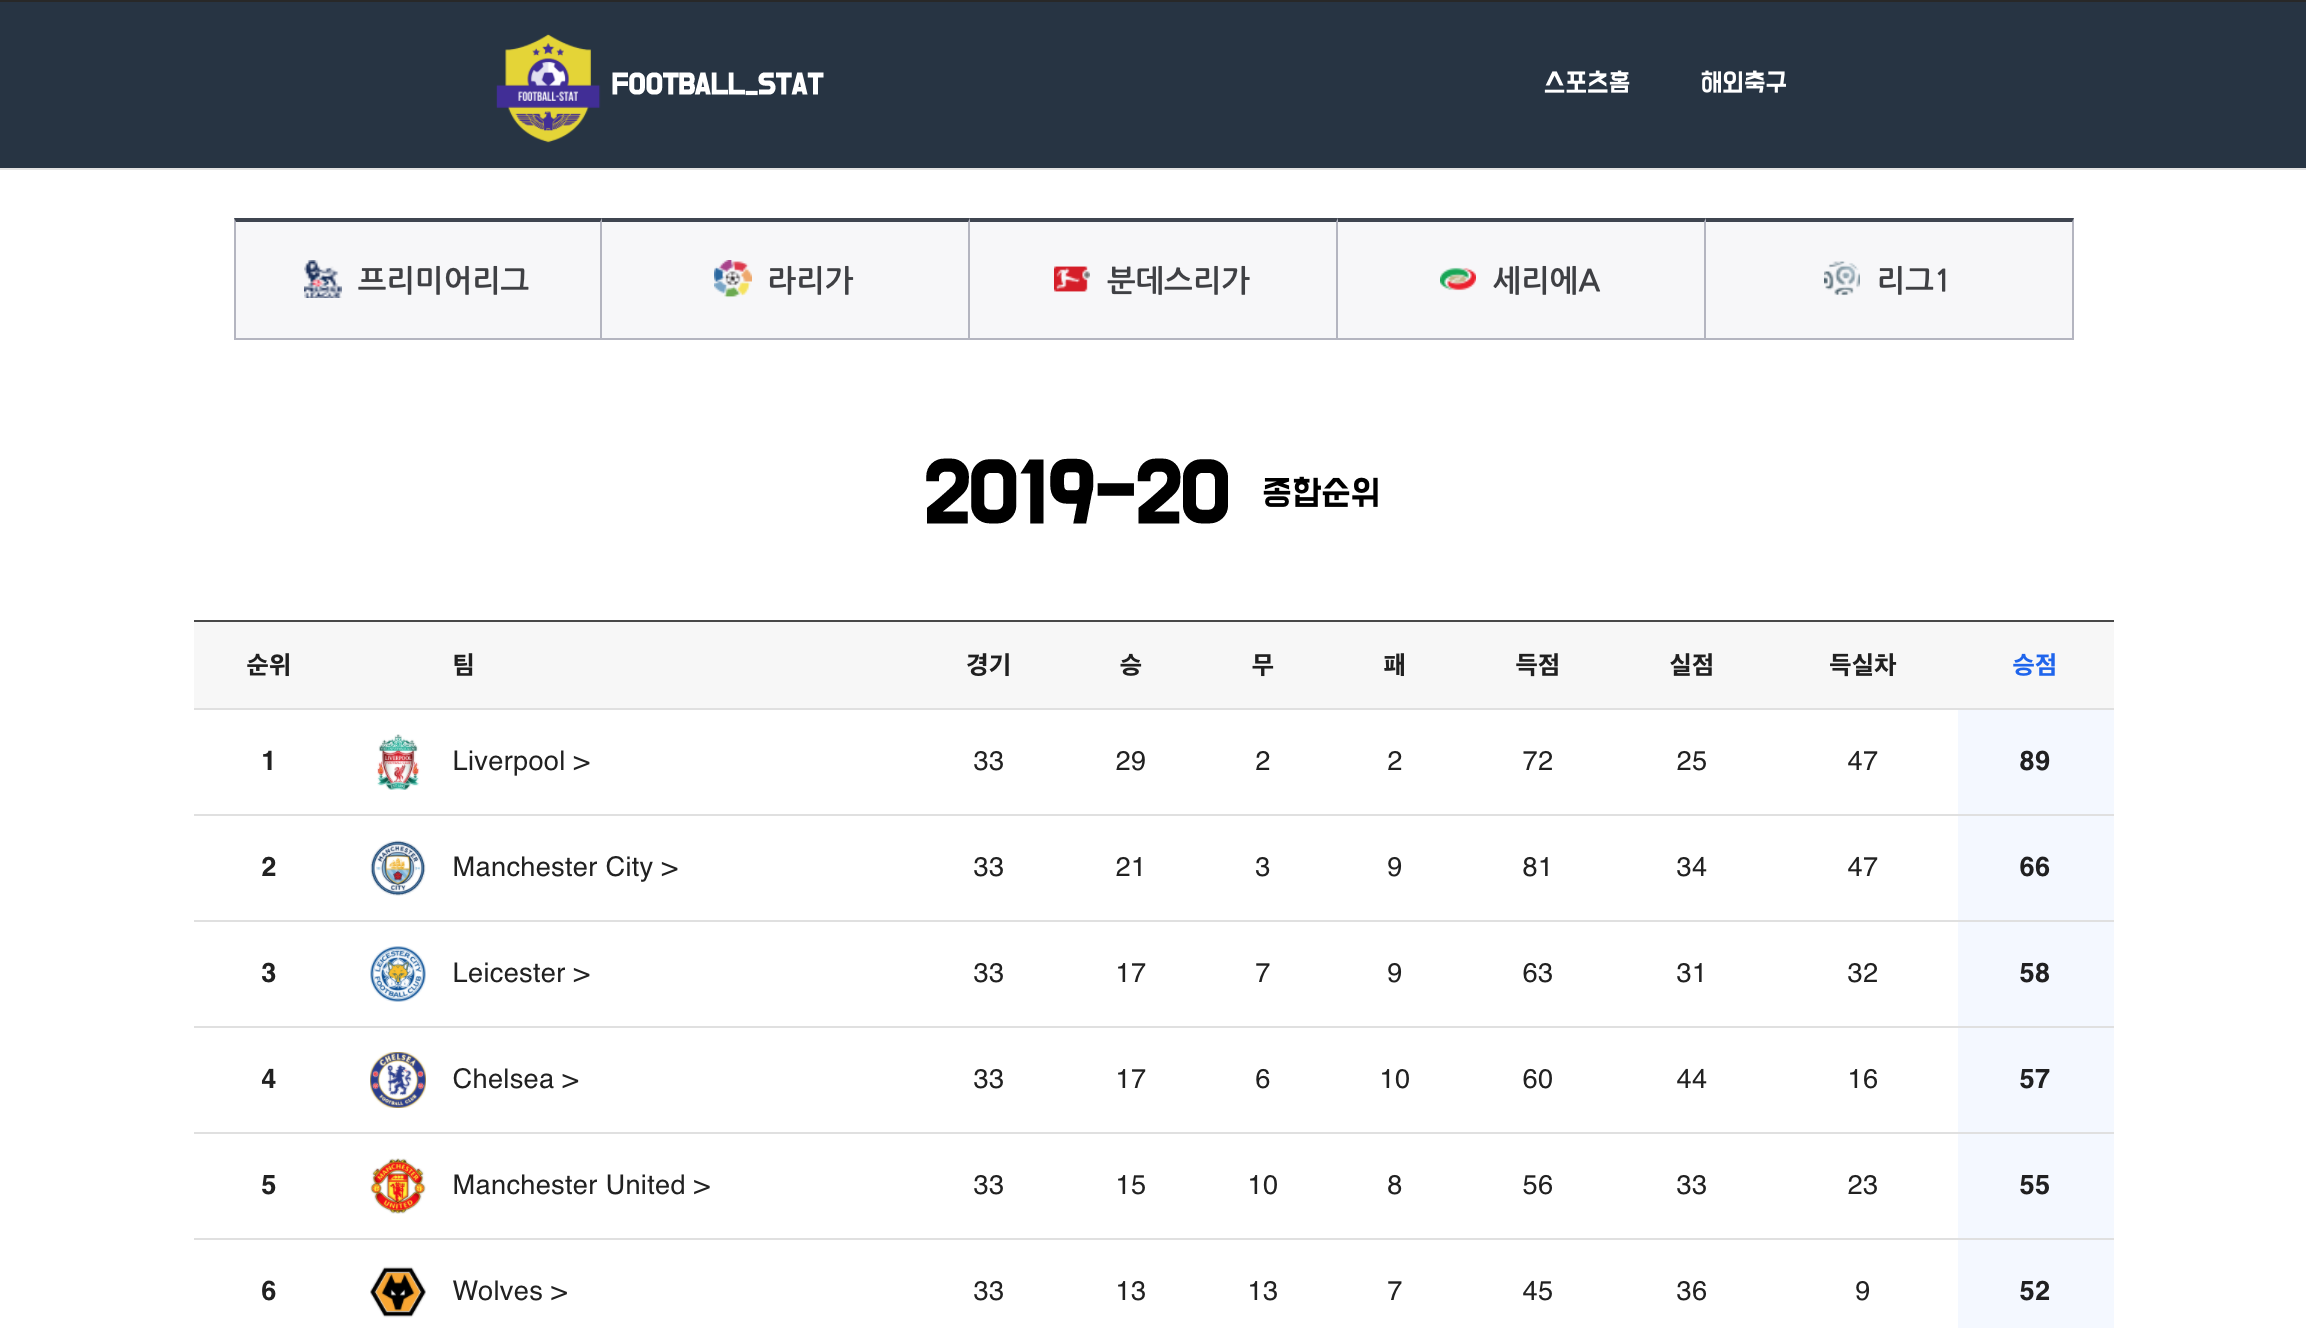 FOOTBALL-STAT
FOOTBALL_STAT
스포츠홈 해외축구
프리미어리그 라리가 분데스리가 세리에A 리그1
2019-20 종합순위
순위 팀 경기 승 무 패 득점 실점 득실차 승점
1 Liverpool > 33 29 2 2 72 25 47 89
2 Manchester City > 33 21 3 9 81 34 47 66
3 Leicester > 33 17 7 9 63 31 32 58
4 Chelsea > 33 17 6 10 60 44 16 57
5 Manchester United > 33 15 10 8 56 33 23 55
6 Wolves > 33 13 13 7 45 36 9 52